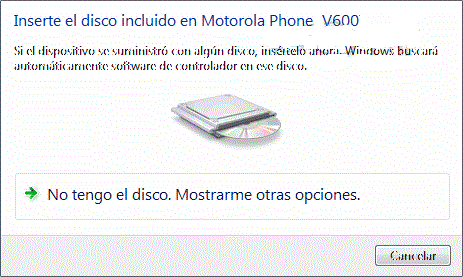 Inserte el disco incluido en Motorola Phone V600
Si el dispositivo se suministró con algún disco, insértelo ahora. Windows buscará
automáticamente software de controlador en ese disco.
No tengo el disco. Mostrarme otras opciones.
Cancelar